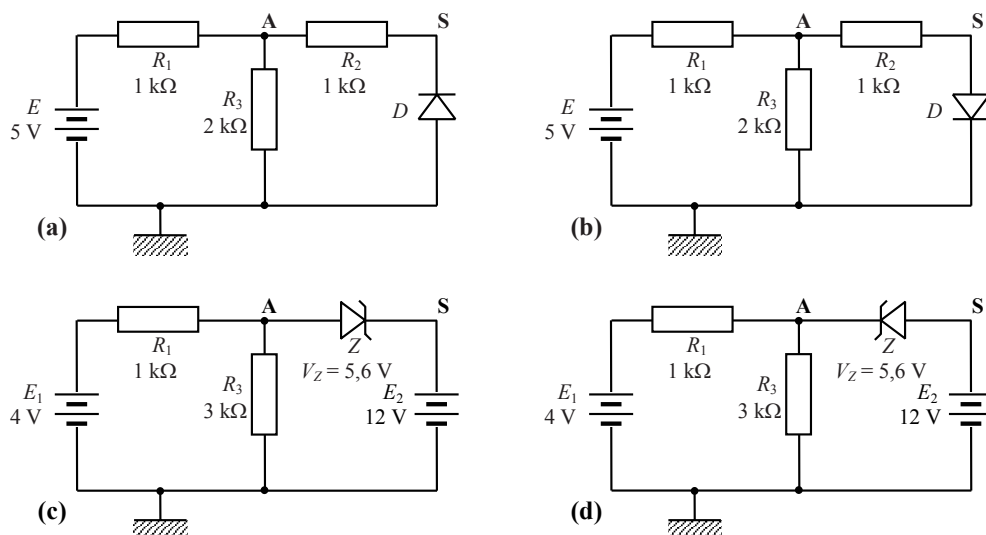 A S
R1
1 kΩ
R2
1 kΩ
E
5 V
R3
2 kΩ
D
(a)
A S
R1
1 kΩ
R2
1 kΩ
E
5 V
R3
2 kΩ
D
(b)
A S
R1
1 kΩ
Z
VZ = 5,6 V
E1
4 V
R3
3 kΩ
E2
12 V
(c)
A S
R1
1 kΩ
Z
VZ = 5,6 V
E1
4 V
R3
3 kΩ
E2
12 V
(d)